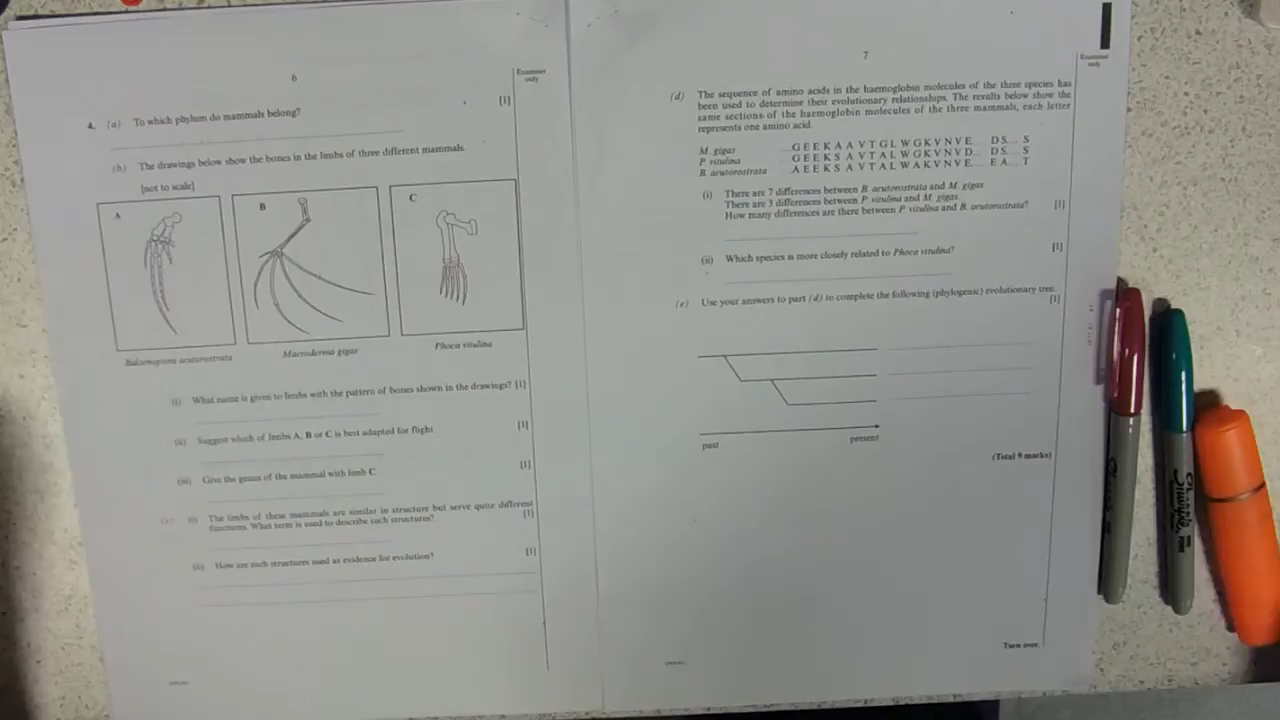 6
Examiner only
4. (a) To which phylum do mammals belong? [1]
(b) The drawings below show the bones in the limbs of three different mammals.
[not to scale]
A B C
Balaenoptera acutorostrata Macroderma gigas Phoca vitulina
(i) What name is given to limbs with the pattern of bones shown in the drawings? [1]
(ii) Suggest which of limbs A, B or C is best adapted for flight. [1]
(iii) Give the genus of the mammal with limb C [1]
(c) (i) The limbs of these mammals are similar in structure but serve quite different
functions. What term is used to describe such structures? [1]
(ii) How are such structures used as evidence for evolution? [1]
7
Examiner only
(d) The sequence of amino acids in the haemoglobin molecules of the three species has
been used to determine their evolutionary relationships. The results below show the
same sections of the haemoglobin molecules of the three mammals, each letter
represents one amino acid.
M. gigas G E E K A A V T G L W G K V N V E D S S
P. vitulina G E E K S A V T A L W G K V N V D D S S
B. acutorostrata A E E K S A V T A L W A K V N V E E A T
(i) There are 7 differences between B. acutorostrata and M. gigas
There are 3 differences between P. vitulina and M. gigas.
How many differences are there between P. vitulina and B. acutorostrata? [1]
(ii) Which species is more closely related to Phoca vitulina? [1]
(e) Use your answers to part (d) to complete the following (phylogenic) evolutionary tree.
[1]
past present
(Total 9 marks)
Turn over.
Sharpie